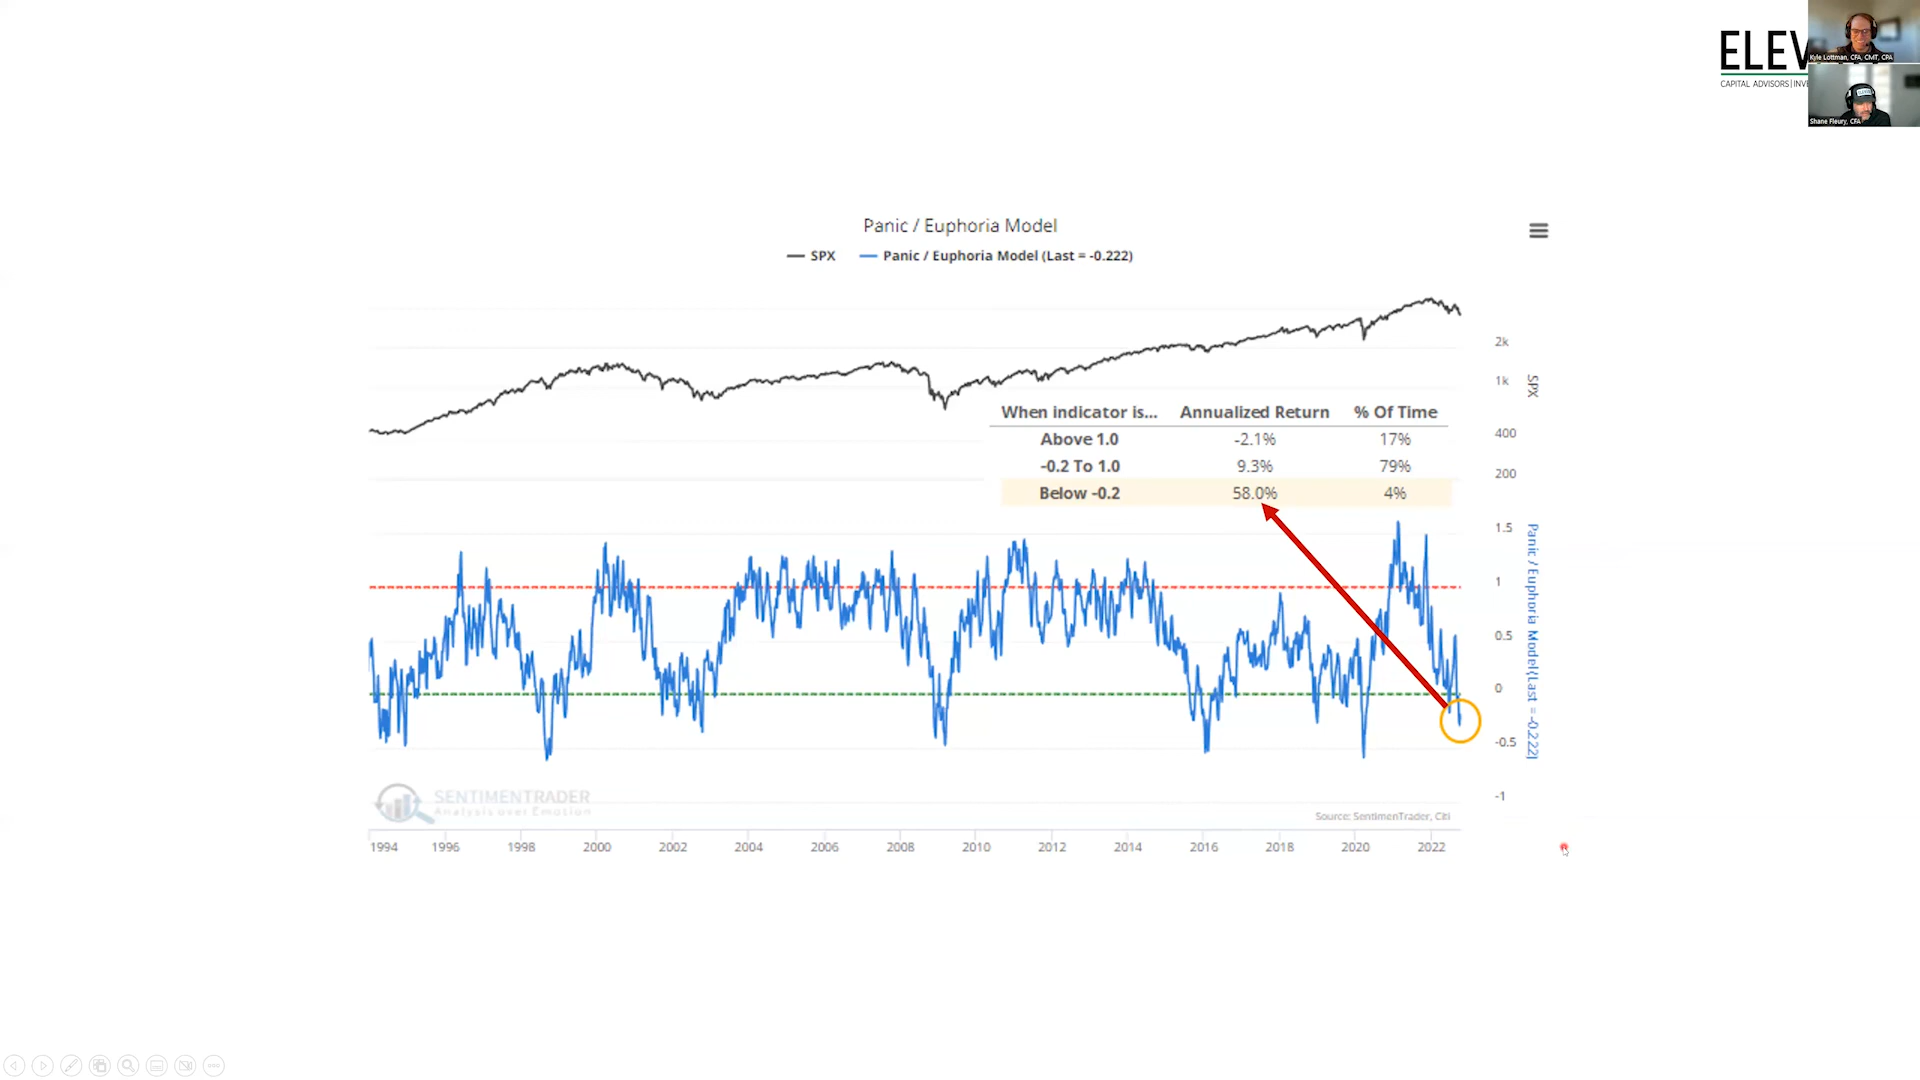 ELEV
CAPITAL ADVISORS|INVE
Kyle Lottman, CFA, CMT, CPA
Shane Fleury, CFA
Panic / Euphoria Model
SPX
Panic / Euphoria Model (Last = -0.222)
2k
1k
400
200
SPX
When indicator is... Annualized Return % Of Time
Above 1.0 -2.1% 17%
-0.2 To 1.0 9.3% 79%
Below -0.2 58.0% 4%
1.5
1
0.5
0
-0.5
-1
Panic / Euphoria Model(Last = -0.222)
SENTIMENTRADER
Analysis over Emotion
Source: SentimenTrader, Citi
1994 1996 1998 2000 2002 2004 2006 2008 2010 2012 2014 2016 2018 2020 2022